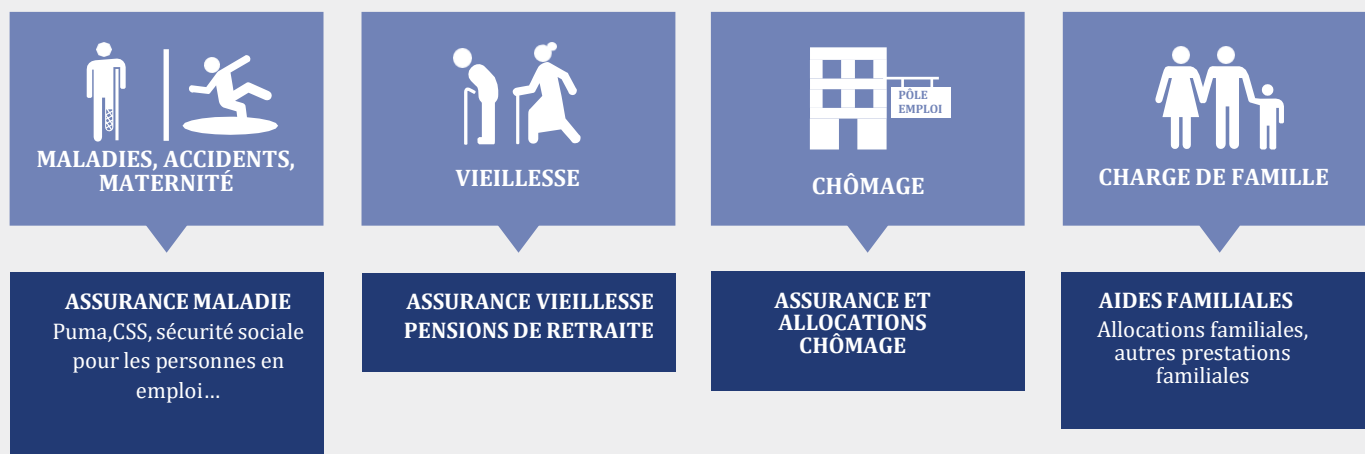 MALADIES, ACCIDENTS,
MATERNITÉ
VIEILLESSE
PÔLE
EMPLOI
CHÔMAGE
CHARGE DE FAMILLE
ASSURANCE MALADIE
Puma,CSS, sécurité sociale
pour les personnes en
emploi…
ASSURANCE VIEILLESSE
PENSIONS DE RETRAITE
ASSURANCE ET
ALLOCATIONS
CHÔMAGE
AIDES FAMILIALES
Allocations familiales,
autres prestations
familiales